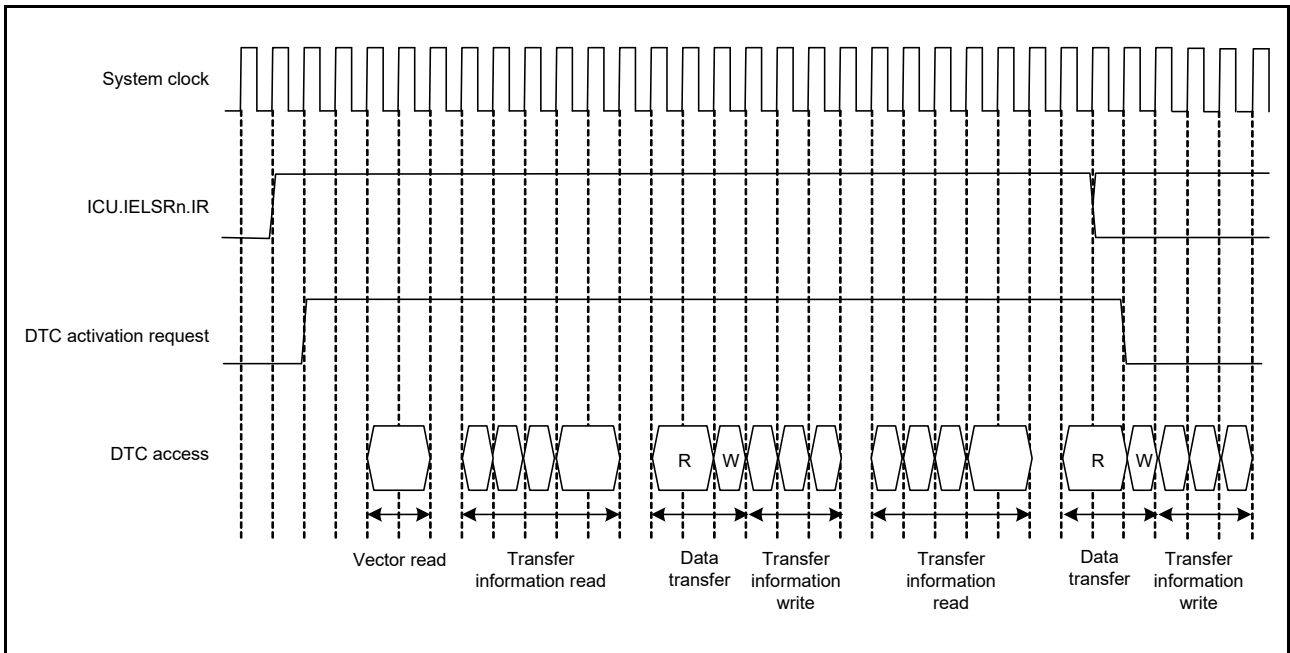 System clock
ICU.IELSRn.IR
DTC activation request
DTC access
R
W
R
W
Vector read
Transfer
information read
Data
transfer
Transfer
information
write
Transfer
information
read
Data
transfer
Transfer
information
write